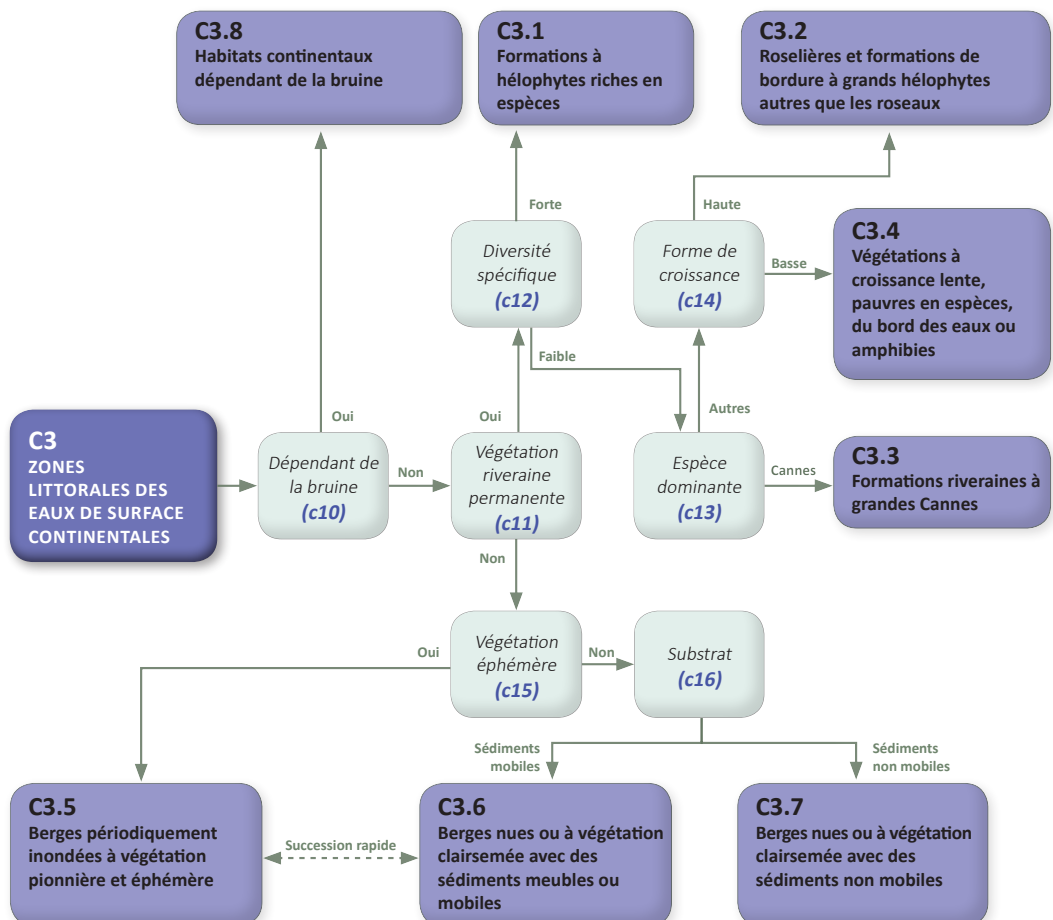 C3.8
Habitats continentaux
dépendant de la bruine
C3.1
Formations à
hélophytes riches en
espèces
C3.2
Roselières et formations de
bordure à grands hélophytes
autres que les roseaux
Forte
Haute
Diversité
spécifique
(c12)
Forme de
croissance
(c14)
Basse
C3.4
Végétations à
croissance lente,
pauvres en espèces,
du bord des eaux ou
amphibies
Faible
Oui
Oui
Autres
C3
ZONES
LITTORALES DES
EAUX DE SURFACE
CONTINENTALES
Dépendant de
la bruine
(c10)
Non
Végétation
riveraine
permanente
(c11)
Espèce
dominante
(c13)
Cannes
C3.3
Formations riveraines à
grandes Cannes
Non
Oui
Végétation
éphémère
(c15)
Non
Substrat
(c16)
Sédiments
mobiles
Sédiments
non mobiles
C3.5
Berges périodiquement
inondées à végétation
pionnière et éphémère
Succession rapide
C3.6
Berges nues ou à végétation
clairsemée avec des
sédiments meubles ou
mobiles
C3.7
Berges nues ou à végétation
clairsemée avec des
sédiments non mobiles